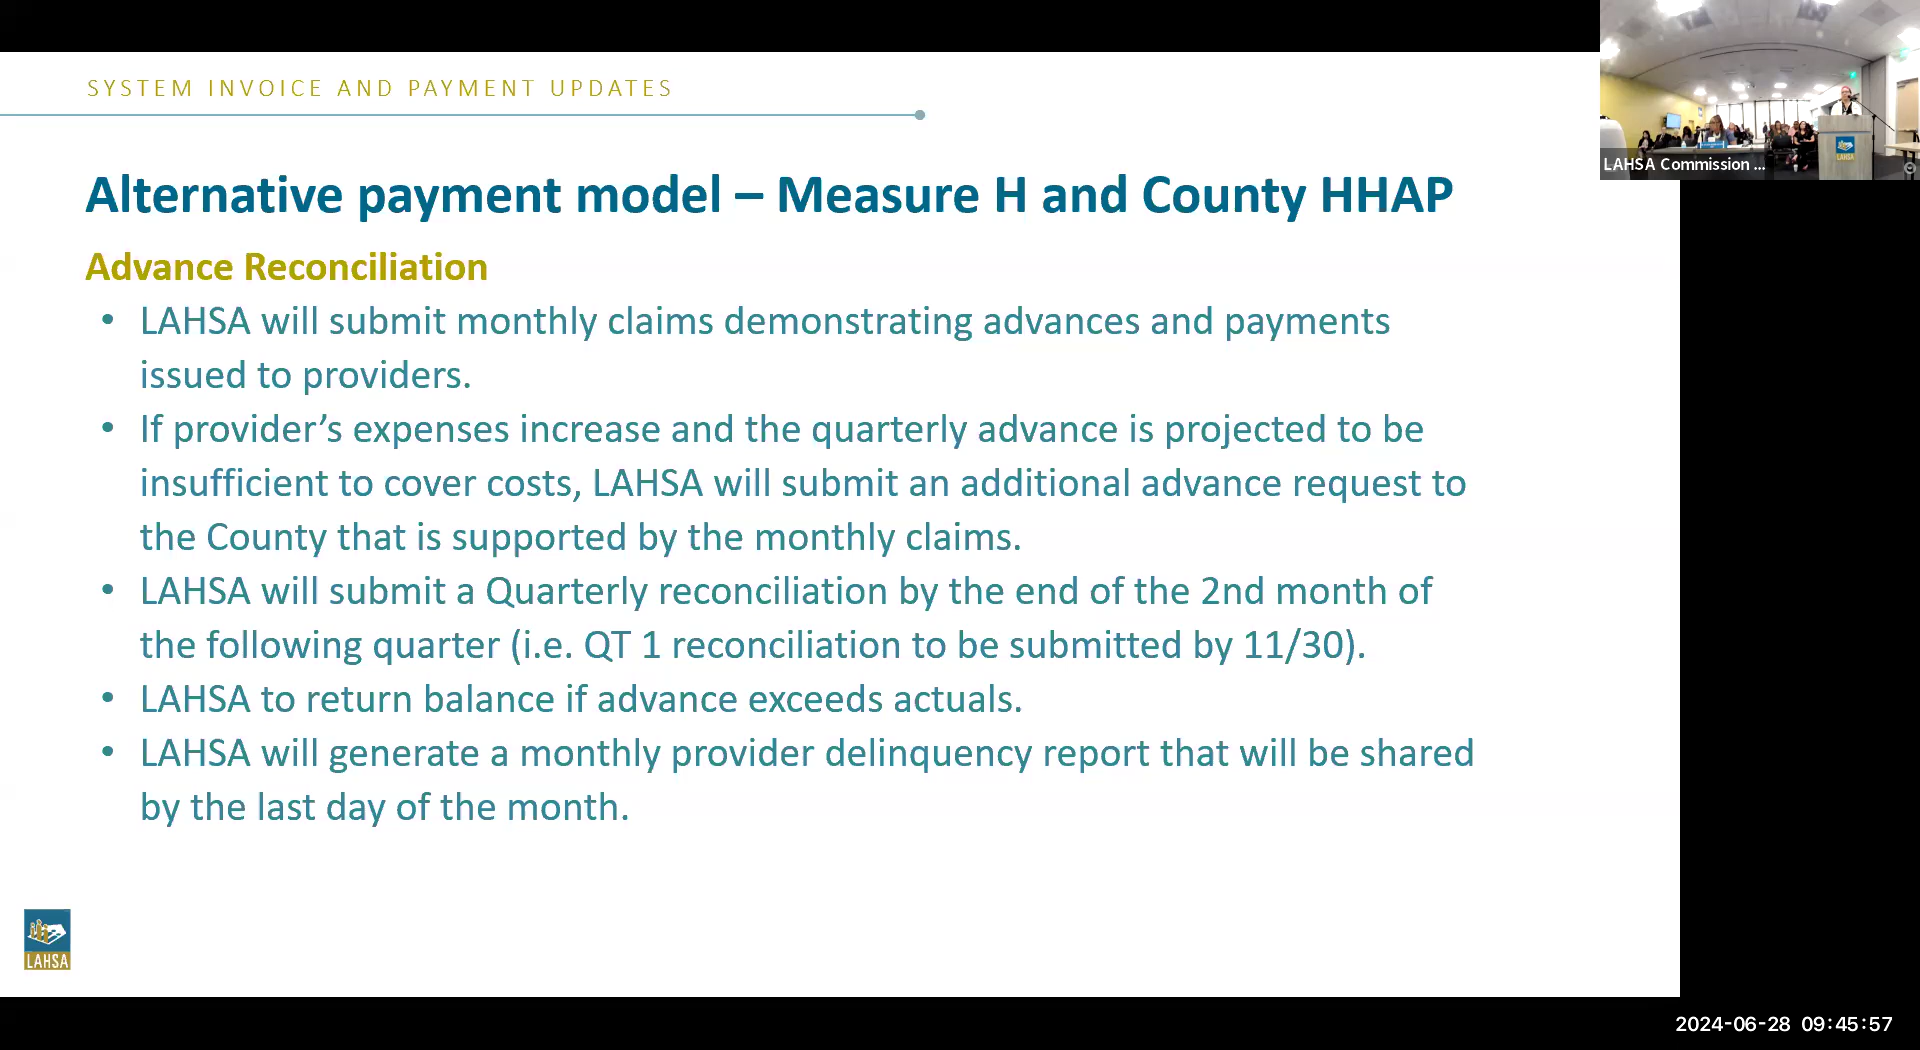 SYSTEM INVOICE AND PAYMENT UPDATES
Alternative payment model – Measure H and County HHAP
Advance Reconciliation
• LAHSA will submit monthly claims demonstrating advances and payments
issued to providers.
• If provider’s expenses increase and the quarterly advance is projected to be
insufficient to cover costs, LAHSA will submit an additional advance request to
the County that is supported by the monthly claims.
• LAHSA will submit a Quarterly reconciliation by the end of the 2nd month of
the following quarter (i.e. QT 1 reconciliation to be submitted by 11/30).
• LAHSA to return balance if advance exceeds actuals.
• LAHSA will generate a monthly provider delinquency report that will be shared
by the last day of the month.
LAHSA
LAHSA
LAHSA Commission ...
2024-06-28 09:45:57